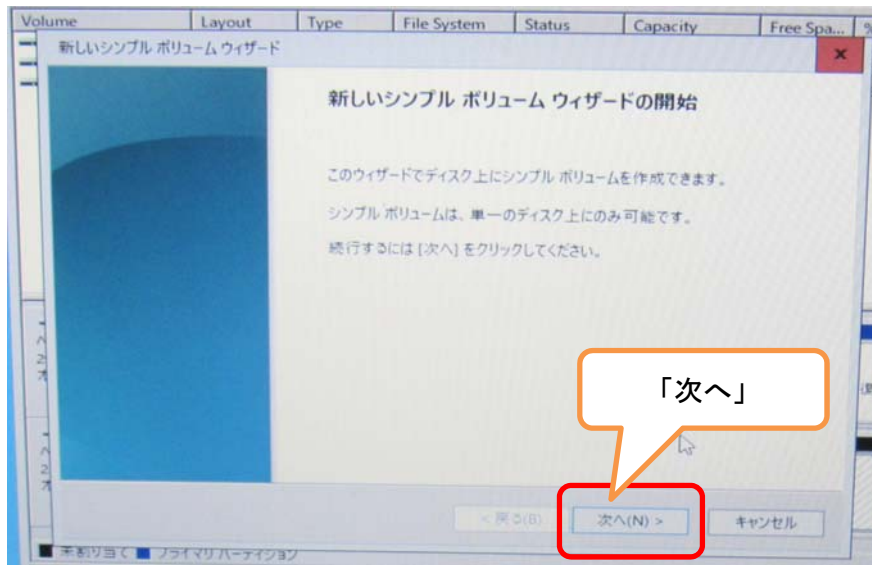 Volume Layout Type File System Status Capacity Free Spa... %
新しいシンプル ボリューム ウィザード
新しいシンプル ボリューム ウィザードの開始
このウィザードでディスク上にシンプル ボリュームを作成できます。
シンプル ボリュームは、単一のディスク上にのみ可能です。
続行するには [次へ] をクリックしてください。
「次へ」
< 戻る(B) 次へ(N) > キャンセル
未割り当て プライマリ パーティション